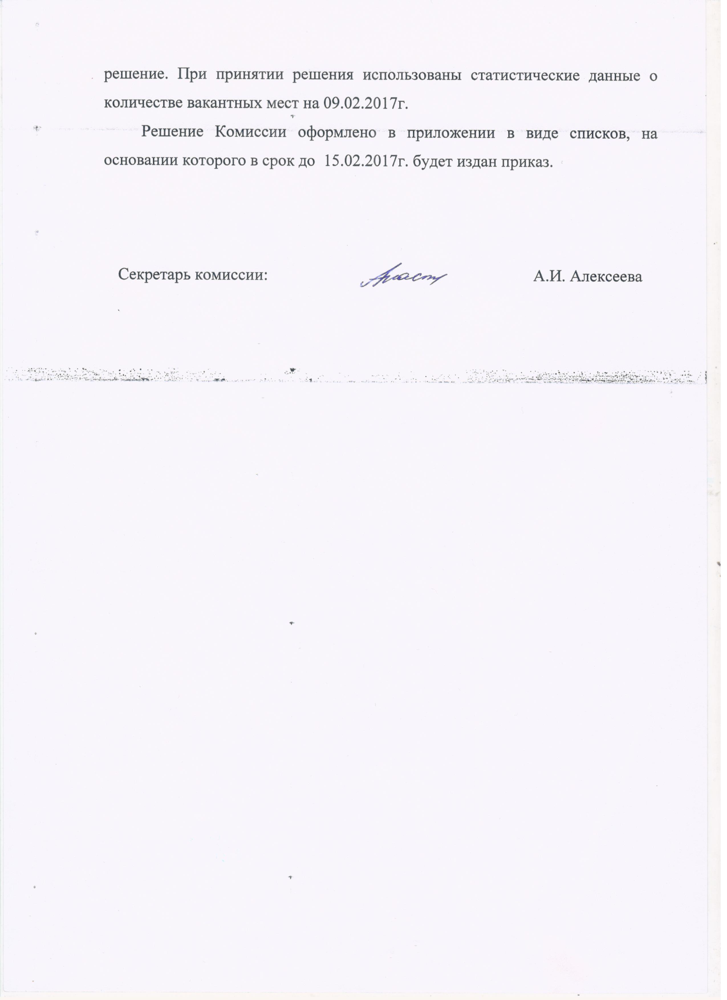 решение. При принятии решения использованы статистические данные о
количестве вакантных мест на 09.02.2017г.
Решение Комиссии оформлено в приложении в виде списков, на
основании которого в срок до 15.02.2017г. будет издан приказ.
Секретарь комиссии: А.И. Алексеева